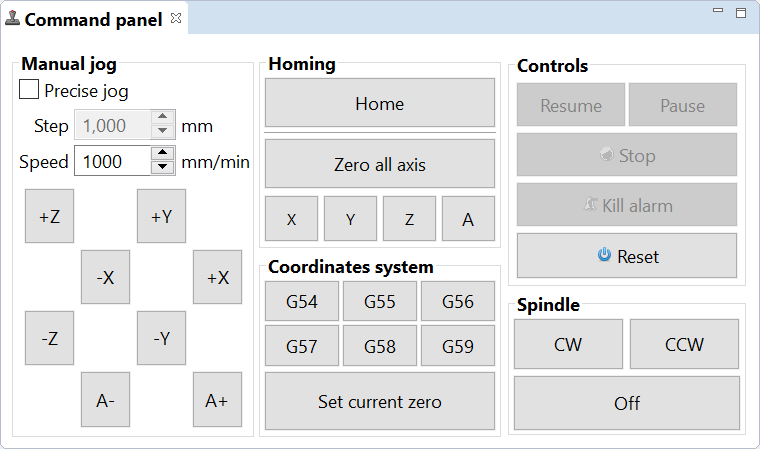 Command panel
Manual jog
Precise jog
Step 1,000 mm
Speed 1000 mm/min
+Z +Y
-X +X
-Z -Y
A- A+
Homing
Home
Zero all axis
X Y Z A
Coordinates system
G54 G55 G56
G57 G58 G59
Set current zero
Controls
Resume Pause
Stop
Kill alarm
Reset
Spindle
CW CCW
Off